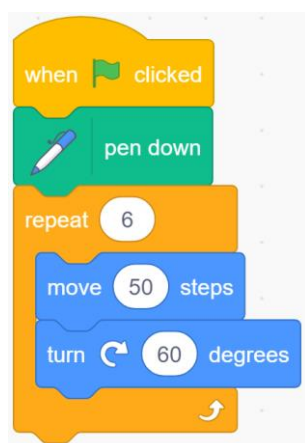 when clicked
pen down
repeat 6
move 50 steps
turn 60 degrees